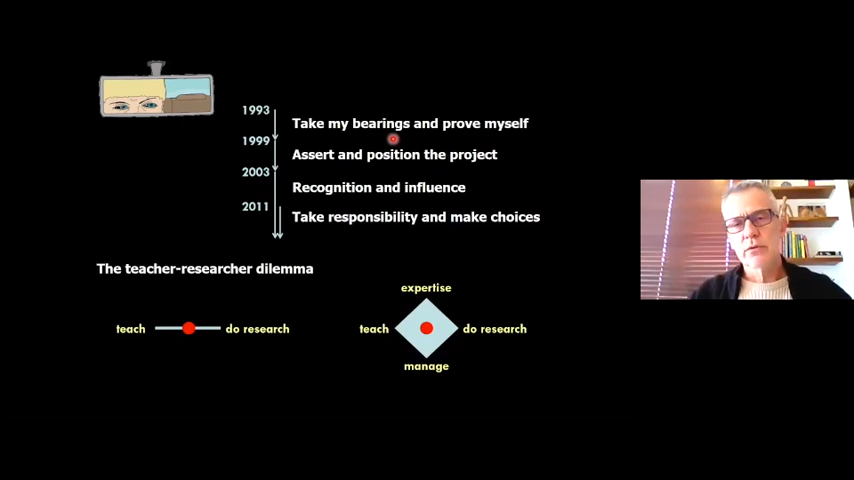 1993
Take my bearings and prove myself
1999
Assert and position the project
2003
Recognition and influence
2011
Take responsibility and make choices
The teacher-researcher dilemma
expertise
teach do research
teach do research
manage